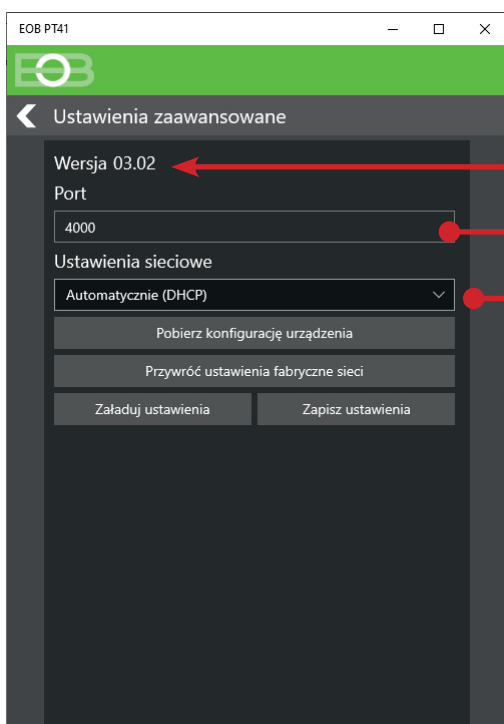 EOB PT41
EOB
Ustawienia zaawansowane
Wersja 03.02
Port
4000
Ustawienia sieciowe
Automatycznie (DHCP)
Pobierz konfigurację urządzenia
Przywróć ustawienia fabryczne sieci
Załaduj ustawienia Zapisz ustawienia